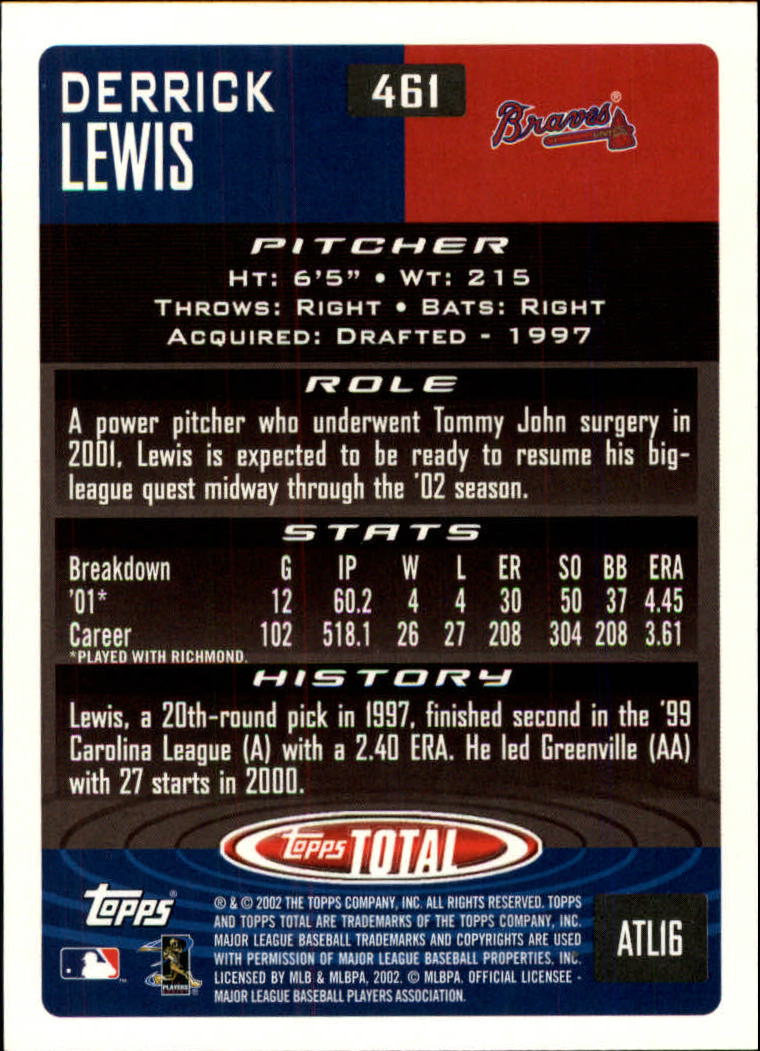 DERRICK
LEWIS
461
Braves®
PITCHER
HT: 6'5" • WT: 215
THROWS: RIGHT • BATS: RIGHT
ACQUIRED: DRAFTED - 1997
ROLE
A power pitcher who underwent Tommy John surgery in
2001, Lewis is expected to be ready to resume his big-
league quest midway through the '02 season.
STATS
Breakdown G IP W L ER SO BB ERA
'01* 12 60.2 4 4 30 50 37 4.45
Career 102 518.1 26 27 208 304 208 3.61
*PLAYED WITH RICHMOND.
HISTORY
Lewis, a 20th-round pick in 1997, finished second in the '99
Carolina League (A) with a 2.40 ERA. He led Greenville (AA)
with 27 starts in 2000.
Topps TOTAL
Topps®
® & © 2002 THE TOPPS COMPANY, INC. ALL RIGHTS RESERVED. TOPPS
AND TOPPS TOTAL ARE TRADEMARKS OF THE TOPPS COMPANY, INC.
MAJOR LEAGUE BASEBALL TRADEMARKS AND COPYRIGHTS ARE USED
WITH PERMISSION OF MAJOR LEAGUE BASEBALL PROPERTIES, INC.
LICENSED BY MLB & MLBPA, 2002. © MLBPA. OFFICIAL LICENSEE -
MAJOR LEAGUE BASEBALL PLAYERS ASSOCIATION.
PLAYERS
ATL16